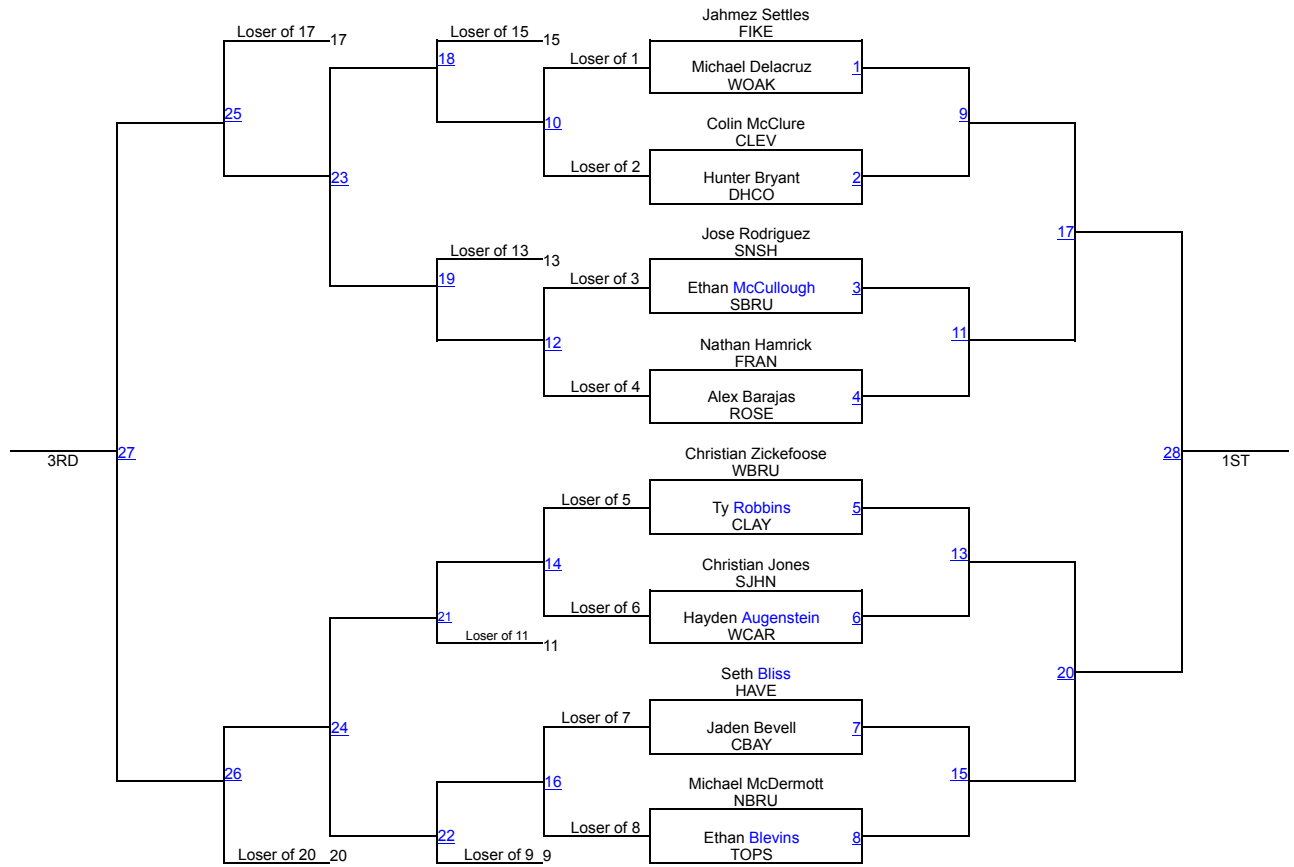 Jahmez Settles
FIKE
Loser of 17 17
Loser of 15 15
18
Loser of 1
Michael Delacruz 1
WOAK
25
10
9
Colin McClure
CLEV
Loser of 2
23
Hunter Bryant 2
DHCO
Jose Rodriguez
SNSH
17
Loser of 13 13
19
Loser of 3
Ethan McCullough 3
SBRU
12
11
Nathan Hamrick
FRAN
Loser of 4
Alex Barajas 4
ROSE
3RD
27
Christian Zickefoose
WBRU
28
1ST
Loser of 5
Ty Robbins 5
CLAY
14
13
Christian Jones
SJHN
Loser of 6
21
Hayden Augenstein 6
WCAR
Loser of 11 11
Seth Bliss
HAVE
20
Loser of 7
24
Jaden Bevell 7
CBAY
26
16
15
Michael McDermott
NBRU
Loser of 8
22
Ethan Blevins 8
TOPS
Loser of 20 20
Loser of 9 9